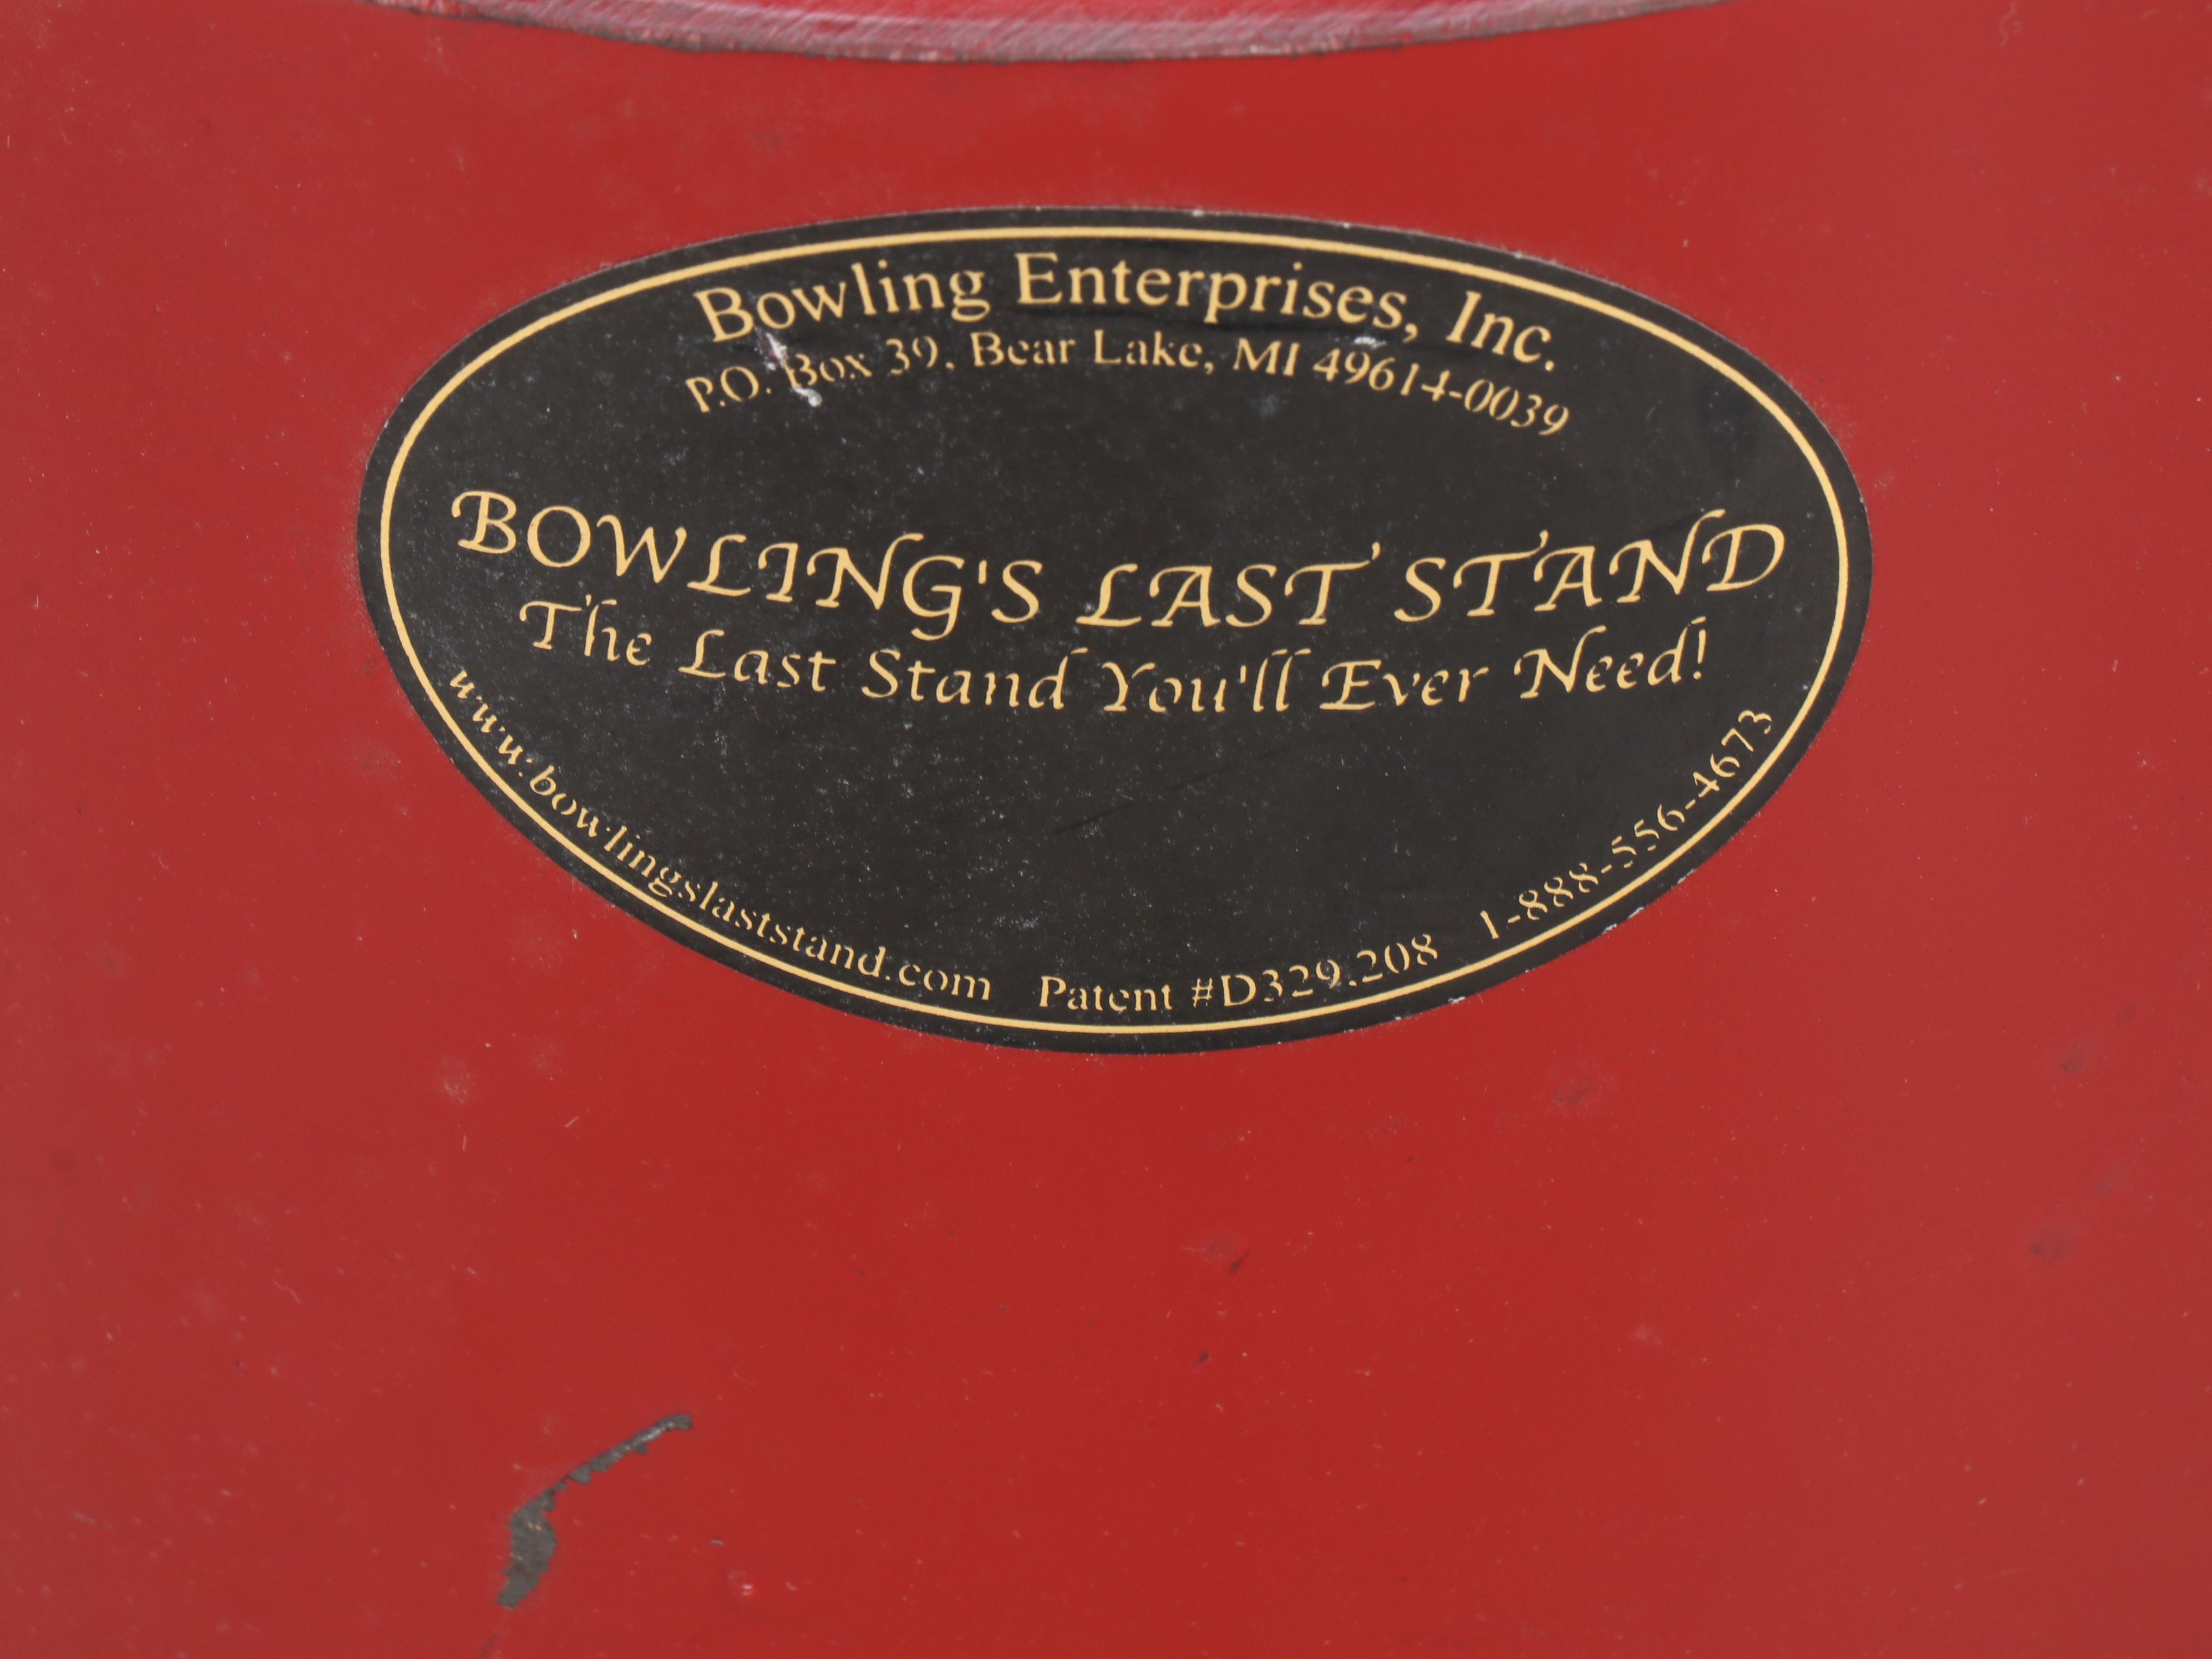 Bowling Enterprises, Inc.
P.O. Box 39, Bear Lake, MI 49614-0039
BOWLING'S LAST STAND
The Last Stand You'll Ever Need!
www.bowlingslaststand.com Patent #D329,208 1-888-556-4673